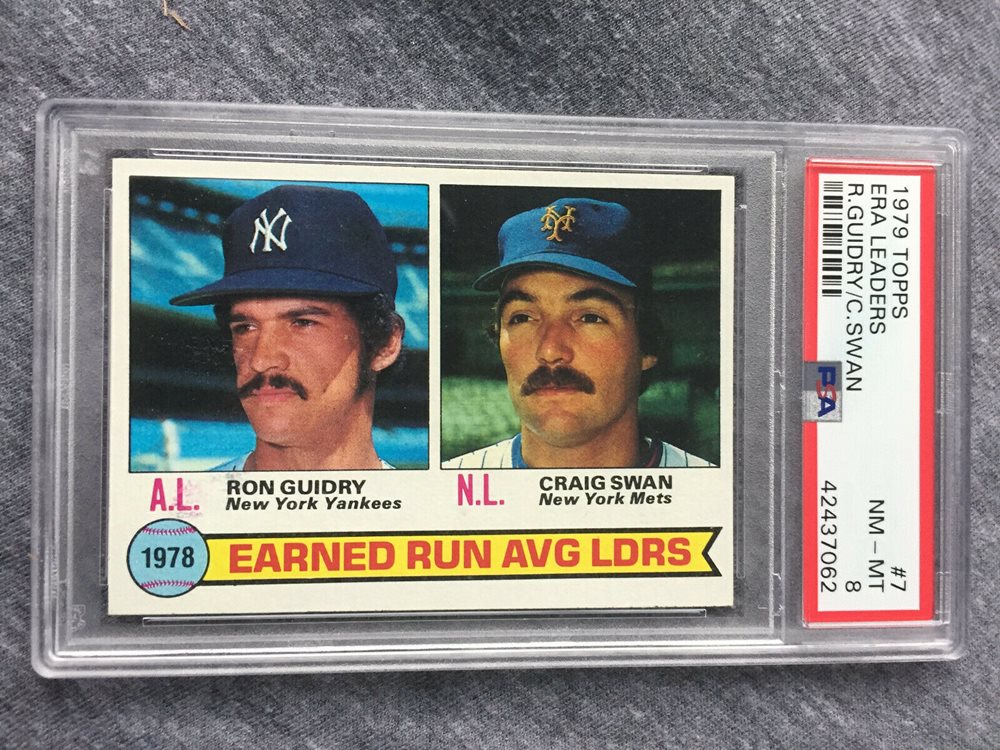 NY
NY
A.L.
RON GUIDRY
New York Yankees
N.L.
CRAIG SWAN
New York Mets
1978
EARNED RUN AVG LDRS
1979 TOPPS #7
ERA LEADERS NM-MT
R.GUIDRY/C.SWAN 8
PSA 42437062